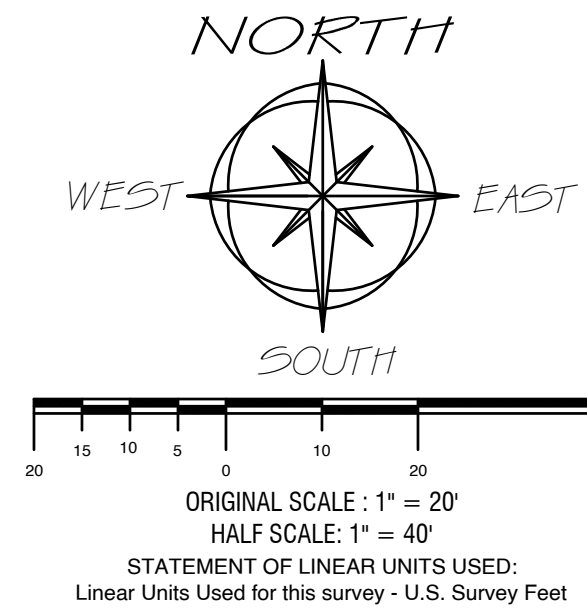 NORTH
WEST EAST
SOUTH
20 15 10 5 0 10 20
ORIGINAL SCALE : 1" = 20'
HALF SCALE: 1" = 40'
STATEMENT OF LINEAR UNITS USED:
Linear Units Used for this survey - U.S. Survey Feet